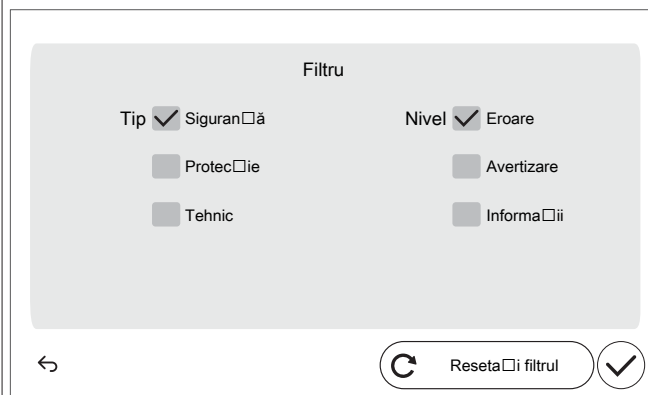 Filtru
Tip Siguran□ă Nivel Eroare
Protec□ie Avertizare
Tehnic Informa□ii
Reseta□i filtrul